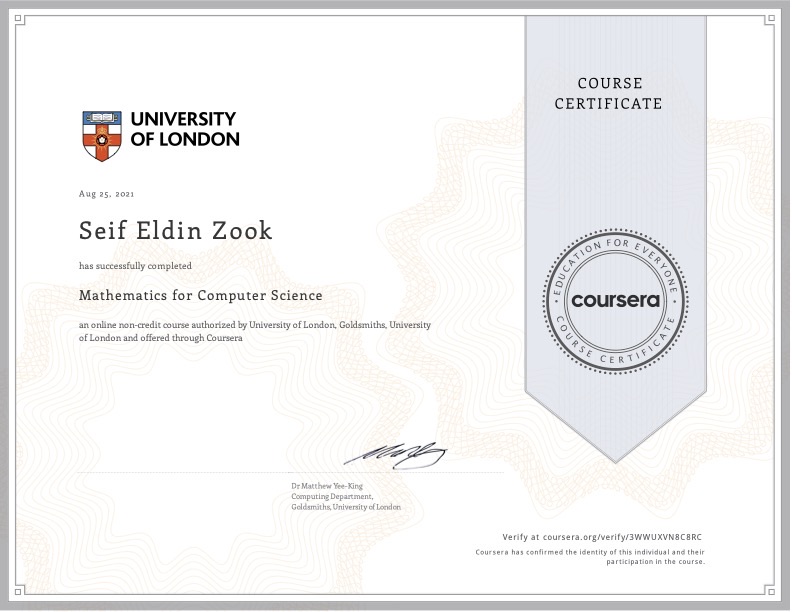 COURSE
CERTIFICATE
UNIVERSITY
OF LONDON
Aug 25, 2021
Seif Eldin Zook
has successfully completed
Mathematics for Computer Science
an online non-credit course authorized by University of London, Goldsmiths, University
of London and offered through Coursera
EDUCATION FOR EVERYONE
coursera
COURSE CERTIFICATE
Dr Matthew Yee-King
Computing Department,
Goldsmiths, University of London
Verify at coursera.org/verify/3WWUXVN8C8RC
Coursera has confirmed the identity of this individual and their
participation in the course.